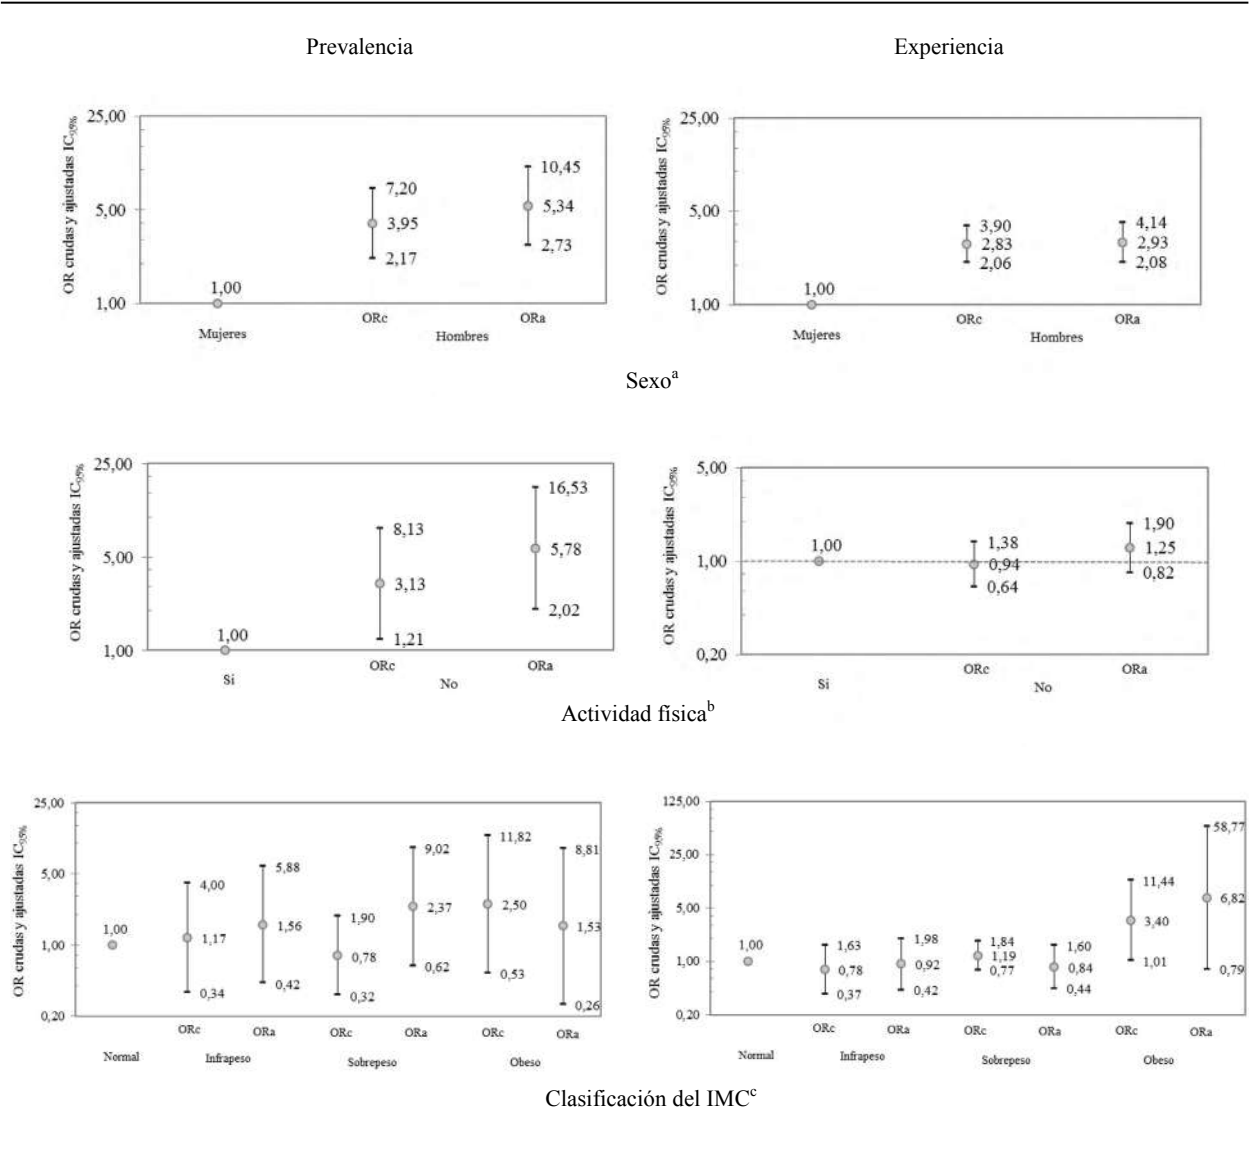 Prevalencia
Experiencia
OR crudas y ajustadas IC95%
25,00
5,00
1,00
1,00
7,20
3,95
2,17
10,45
5,34
2,73
ORc
ORa
Mujeres
Hombres
OR crudas y ajustadas IC95%
25,00
5,00
1,00
1,00
3,90
2,83
2,06
4,14
2,93
2,08
ORc
ORa
Mujeres
Hombres
Sexoᵃ
OR crudas y ajustadas IC95%
25,00
5,00
1,00
1,00
8,13
3,13
1,21
16,53
5,78
2,02
ORc
ORa
Si
No
OR crudas y ajustadas IC95%
5,00
1,00
0,20
1,00
1,38
0,94
0,64
1,90
1,25
0,82
ORc
ORa
Si
No
Actividad físicaᵇ
OR crudas y ajustadas IC95%
25,00
5,00
1,00
0,20
1,00
4,00
1,17
0,34
5,88
1,56
0,42
1,90
0,78
0,32
9,02
2,37
0,62
11,82
2,50
0,53
8,81
1,53
0,26
ORc
ORa
ORc
ORa
ORc
ORa
Normal
Infrapeso
Sobrepeso
Obeso
OR crudas y ajustadas IC95%
125,00
25,00
5,00
1,00
0,20
1,00
1,63
0,78
0,37
1,98
0,92
0,42
1,84
1,19
0,77
1,60
0,84
0,44
11,44
3,40
1,01
58,77
6,82
0,79
ORc
ORa
ORc
ORa
ORc
ORa
Normal
Infrapeso
Sobrepeso
Obeso
Clasificación del IMCᶜ